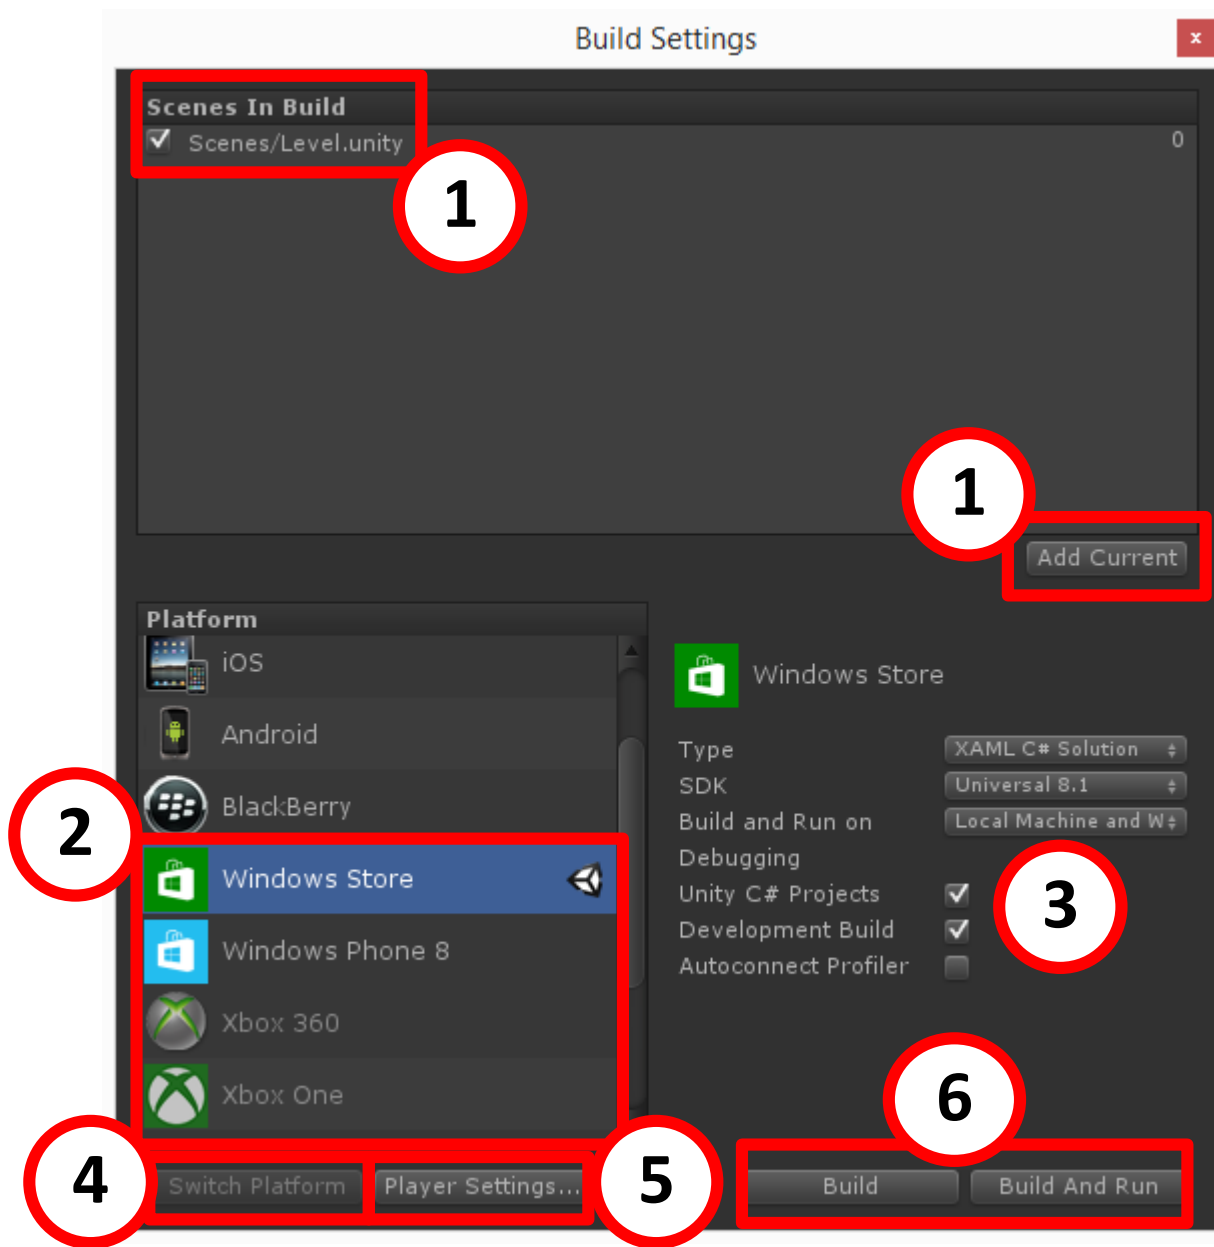 Build Settings
x
Scenes In Build
Scenes/Level.unity 0
1
1
Add Current
Platform
iOS
Android
BlackBerry
2
Windows Store
Windows Phone 8
Xbox 360
Xbox One
Windows Store
Type XAML C# Solution
SDK Universal 8.1
Build and Run on Local Machine and W
Debugging
Unity C# Projects
Development Build
Autoconnect Profiler
3
6
4
Switch Platform
Player Settings...
5
Build
Build And Run